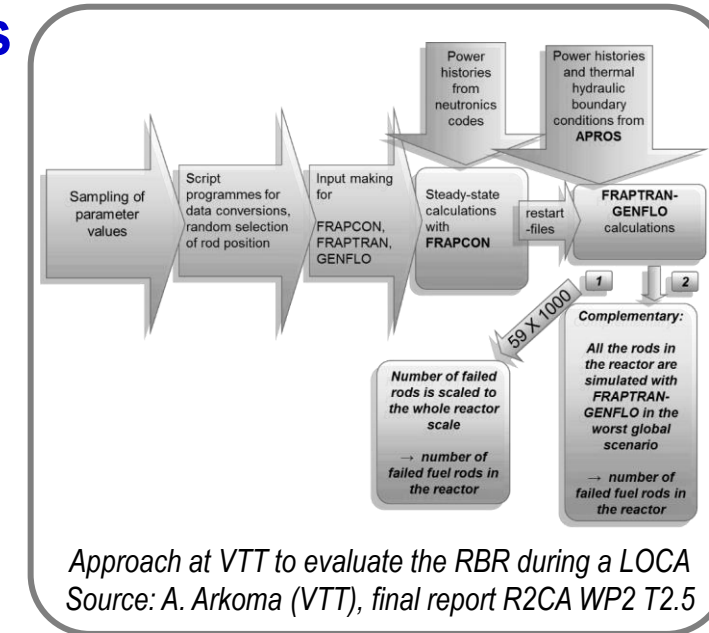 s
Power
histories
from
neutronics
codes
Power histories
and thermal
hydraulic
boundary
conditions from
APROS
Sampling of
parameter
values
Script
programmes for
data conversions,
random selection
of rod position
Input making
for
FRAPCON,
FRAPTRAN,
GENFLO
Steady-state
calculations
with
FRAPCON
restart
-files
FRAPTRAN-
GENFLO
calculations
1
2
59 X 1000
Number of failed
rods is scaled to
the whole reactor
scale
→ number of
failed fuel rods in
the reactor
Complementary:
All the rods in
the reactor are
simulated with
FRAPTRAN-
GENFLO in the
worst global
scenario
→ number of
failed fuel rods in
the reactor
Approach at VTT to evaluate the RBR during a LOCA
Source: A. Arkoma (VTT), final report R2CA WP2 T2.5